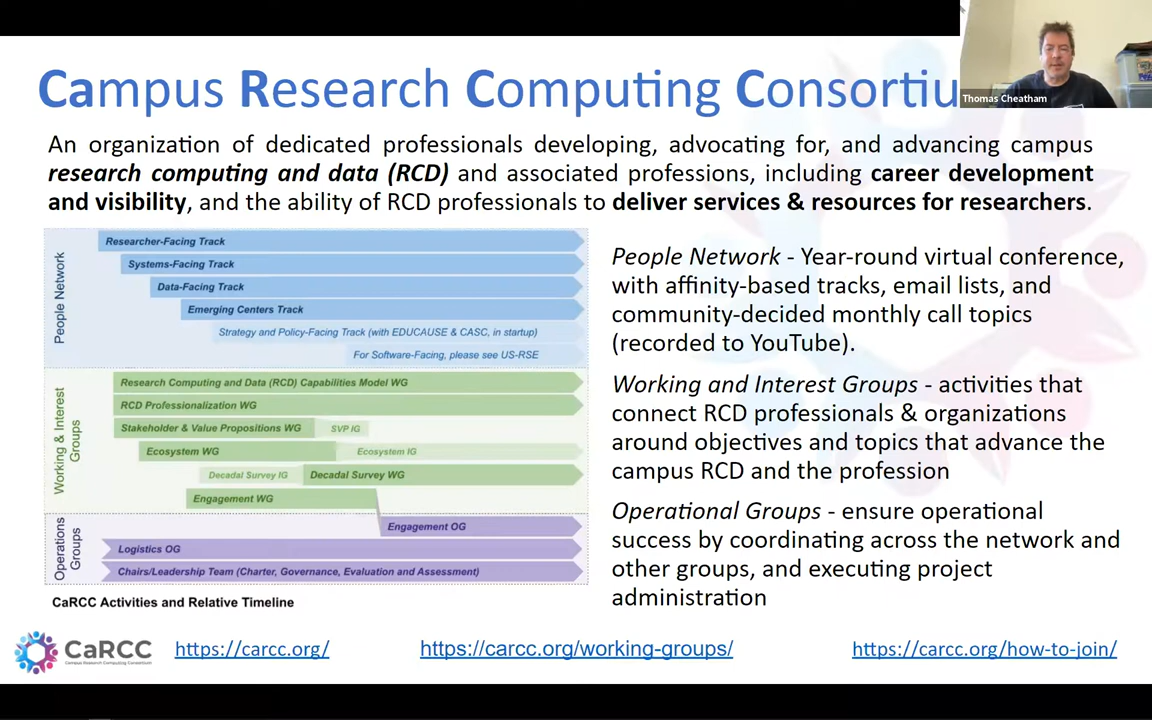 Campus Research Computing Consortiu
Thomas Cheatham
An organization of dedicated professionals developing, advocating for, and advancing campus
research computing and data (RCD) and associated professions, including career development
and visibility, and the ability of RCD professionals to deliver services & resources for researchers.
People Network
Researcher-Facing Track
Systems-Facing Track
Data-Facing Track
Emerging Centers Track
Strategy and Policy-Facing Track (with EDUCAUSE & CASC, in startup)
For Software-Facing, please see US-RSE
Working & Interest
Groups
Research Computing and Data (RCD) Capabilities Model WG
RCD Professionalization WG
Stakeholder & Value Propositions WG SVP IG
Ecosystem WG Ecosystem IG
Decadal Survey IG Decadal Survey WG
Engagement WG
Operations
Groups
Engagement OG
Logistics OG
Chairs/Leadership Team (Charter, Governance, Evaluation and Assessment)
CaRCC Activities and Relative Timeline
People Network - Year-round virtual conference,
with affinity-based tracks, email lists, and
community-decided monthly call topics
(recorded to YouTube).
Working and Interest Groups - activities that
connect RCD professionals & organizations
around objectives and topics that advance the
campus RCD and the profession
Operational Groups - ensure operational
success by coordinating across the network and
other groups, and executing project
administration
CaRCC
Campus Research Computing Consortium
https://carcc.org/
https://carcc.org/working-groups/
https://carcc.org/how-to-join/